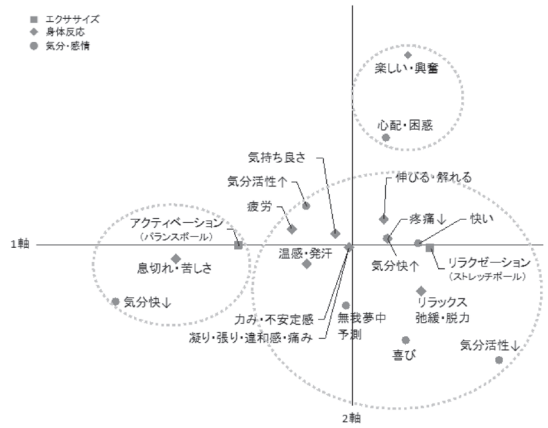 エクササイズ
身体反応
気分・感情
楽しい・興奮
心配・困惑
気持ち良さ
伸びる・解れる
気分活性↑
疲労
疼痛↓
快い
アクティベーション
(バランスボール)
1軸
温感・発汗
気分快↑
リラクゼーション
(ストレッチポール)
息切れ・苦しさ
気分快↓
リラックス
弛緩・脱力
力み・不安定感
無我夢中
凝り・張り・違和感・痛み
予測
喜び
気分活性↓
2軸